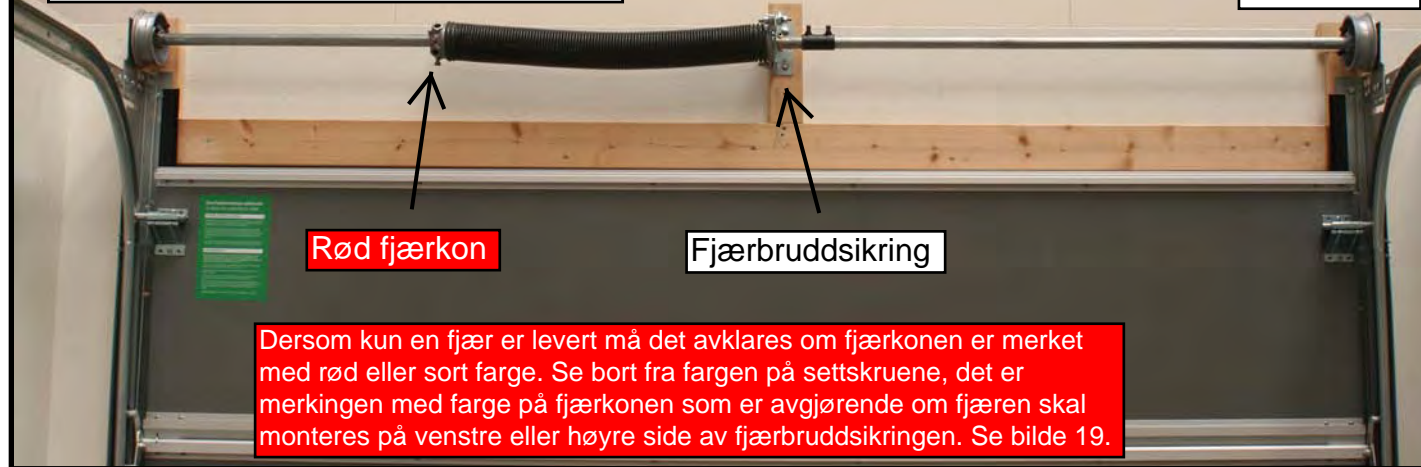 Rød fjærkon
Fjærbruddsikring
Dersom kun en fjær er levert må det avklares om fjærkonen er merket
med rød eller sort farge. Se bort fra fargen på settskruene, det er
merkingen med farge på fjærkonen som er avgjørende om fjæren skal
monteres på venstre eller høyre side av fjærbruddsikringen. Se bilde 19.